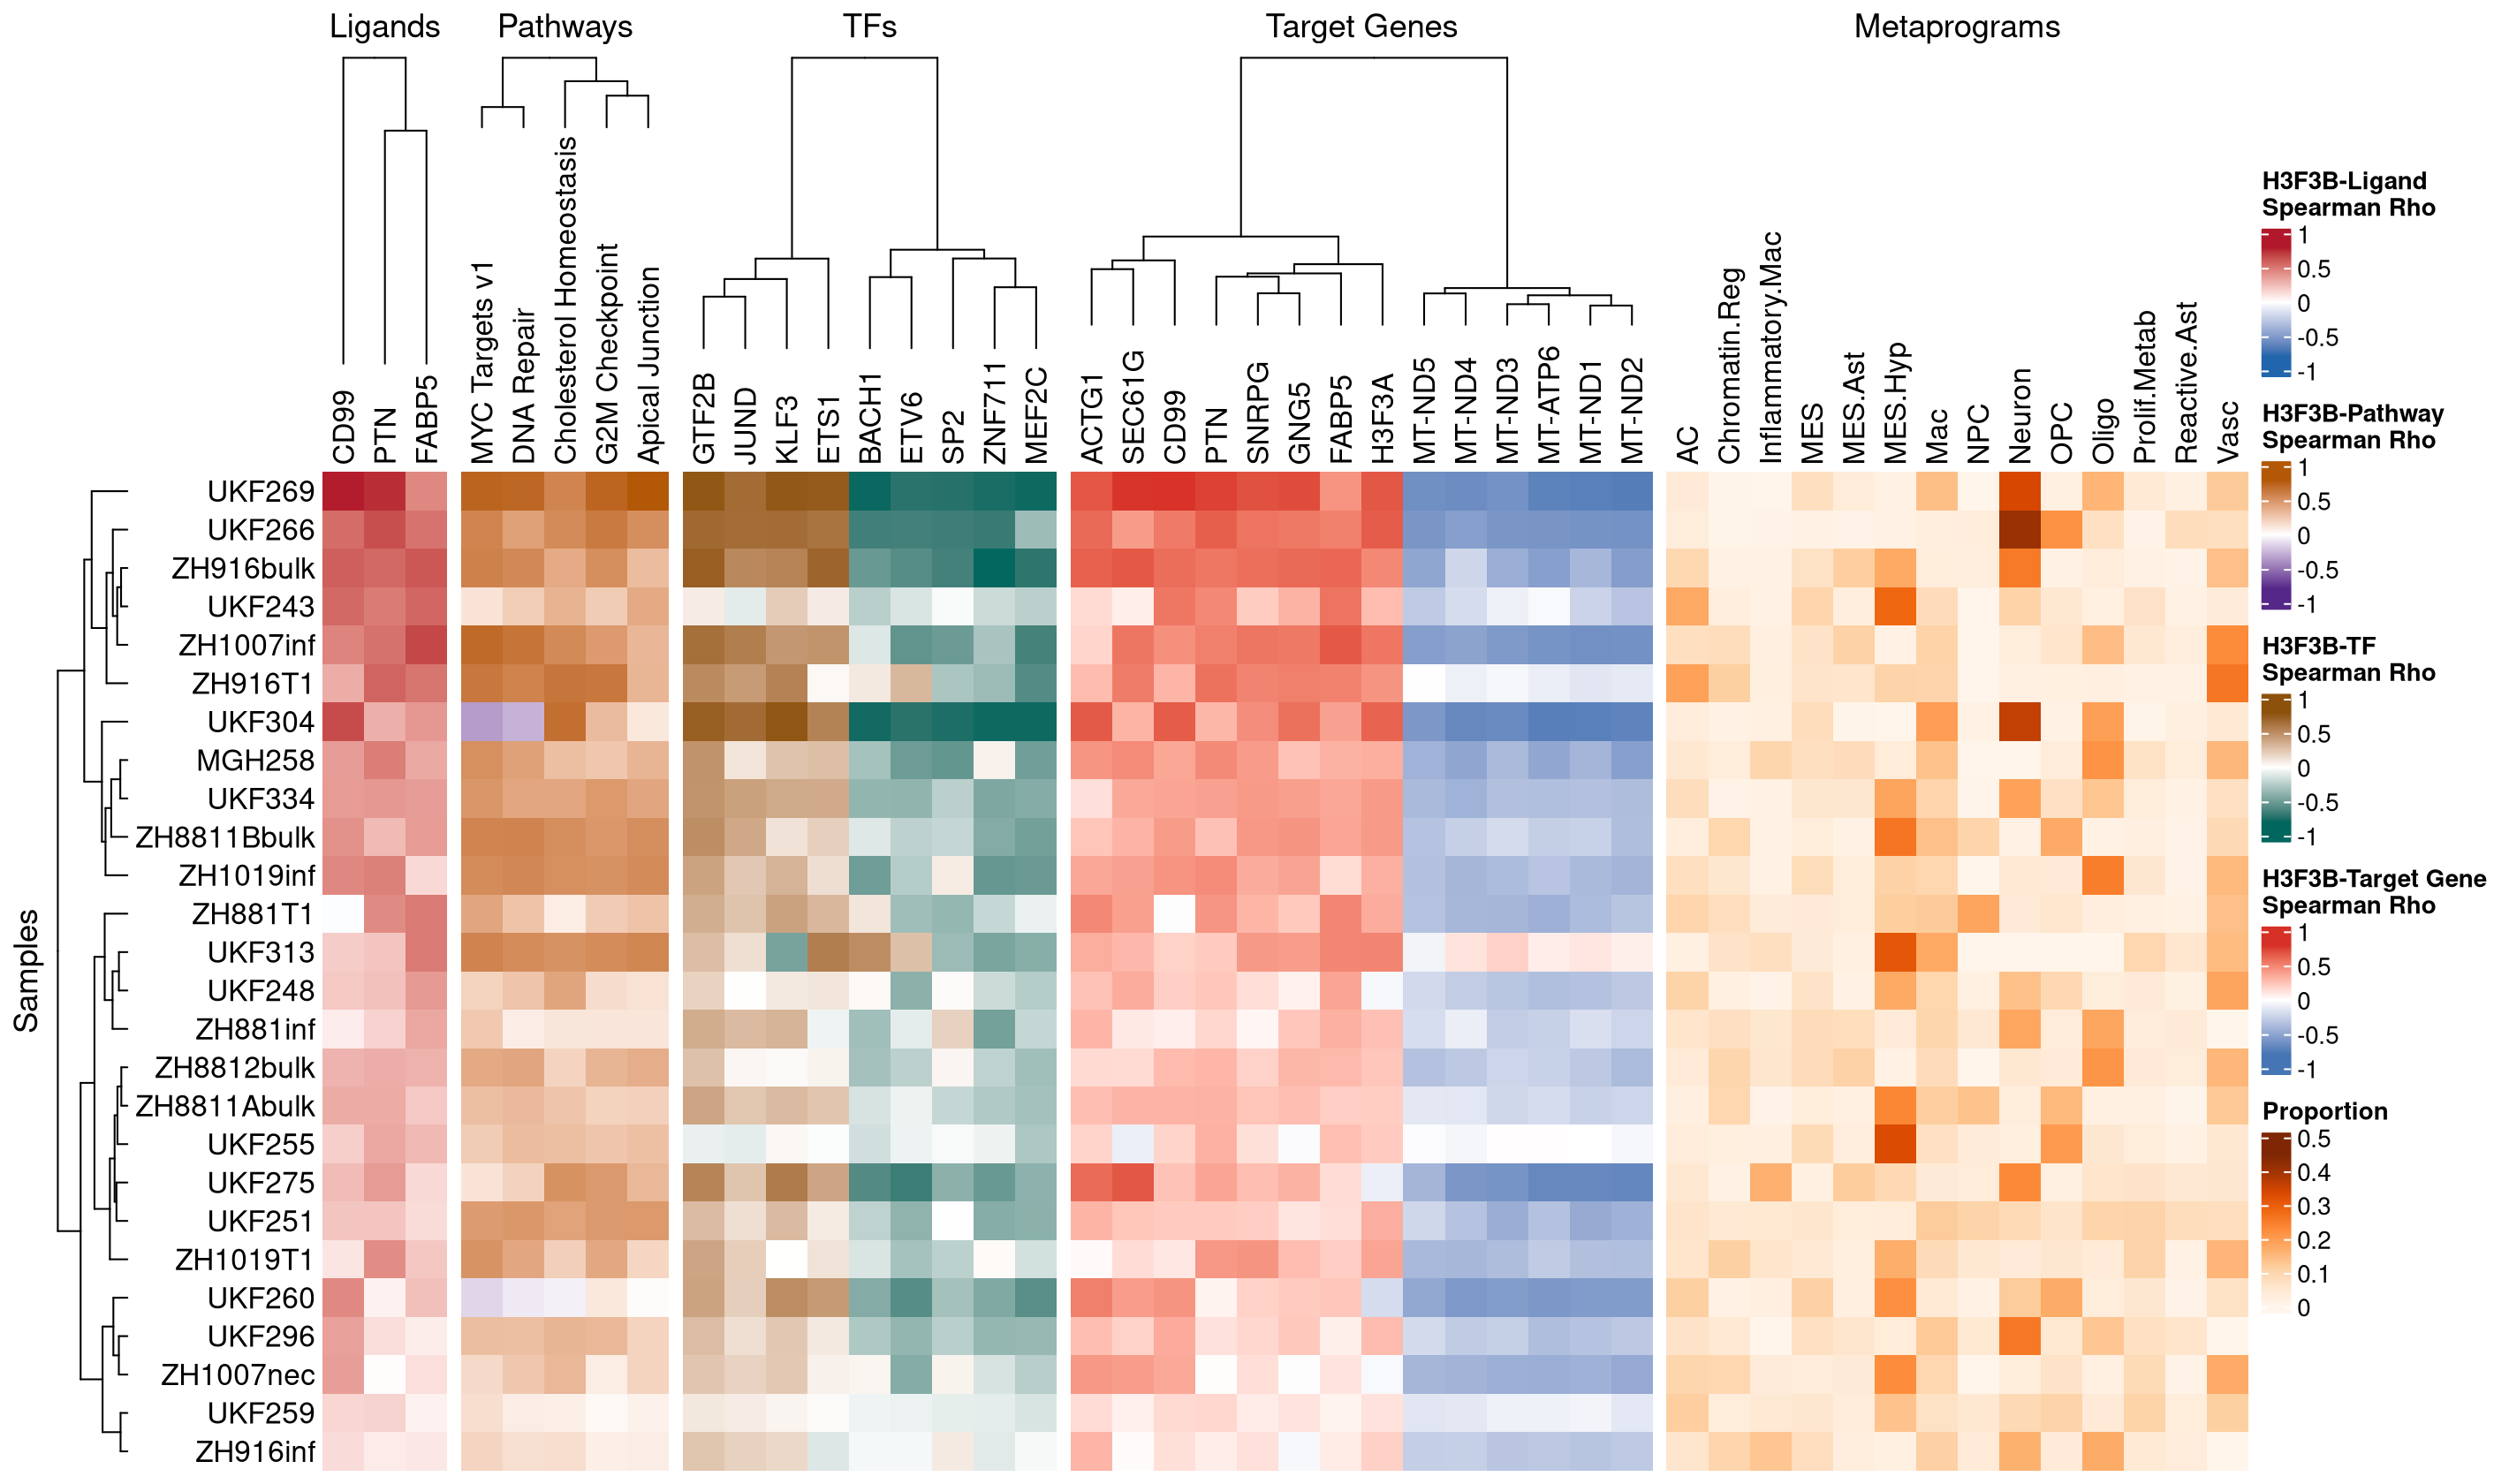 Ligands
Pathways
TFs
Target Genes
Metaprograms
CD99
PTN
FABP5
MYC Targets v1
DNA Repair
Cholesterol Homeostasis
G2M Checkpoint
Apical Junction
GTF2B
JUND
KLF3
ETS1
BACH1
ETV6
SP2
ZNF711
MEF2C
ACTG1
SEC61G
CD99
PTN
SNRPG
GNG5
FABP5
H3F3A
MT-ND5
MT-ND4
MT-ND3
MT-ATP6
MT-ND1
MT-ND2
AC
Chromatin.Reg
Inflammatory.Mac
MES
MES.Ast
MES.Hyp
Mac
NPC
Neuron
OPC
Oligo
Prolif.Metab
Reactive.Ast
Vasc
Samples
UKF269
UKF266
ZH916bulk
UKF243
ZH1007inf
ZH916T1
UKF304
MGH258
UKF334
ZH8811Bbulk
ZH1019inf
ZH881T1
UKF313
UKF248
ZH881inf
ZH8812bulk
ZH8811Abulk
UKF255
UKF275
UKF251
ZH1019T1
UKF260
UKF296
ZH1007nec
UKF259
ZH916inf
H3F3B-Ligand
Spearman Rho
1
0.5
0
-0.5
-1
H3F3B-Pathway
Spearman Rho
1
0.5
0
-0.5
-1
H3F3B-TF
Spearman Rho
1
0.5
0
-0.5
-1
H3F3B-Target Gene
Spearman Rho
1
0.5
0
-0.5
-1
Proportion
0.5
0.4
0.3
0.2
0.1
0